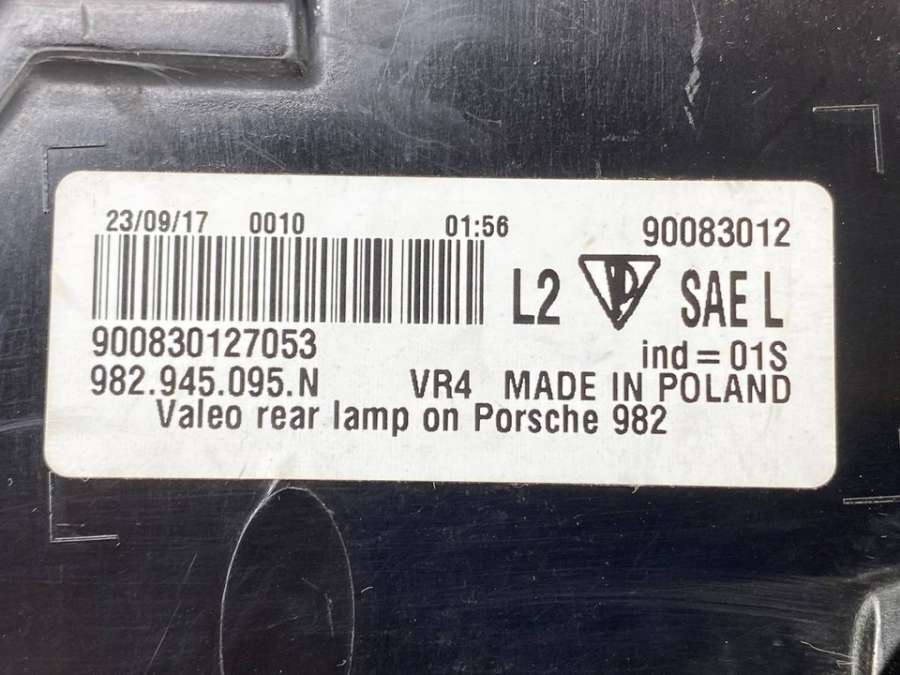 23/09/17 0010 01:56 90083012
L2 SAE L
900830127053 ind = 01S
982.945.095.N VR4 MADE IN POLAND
Valeo rear lamp on Porsche 982